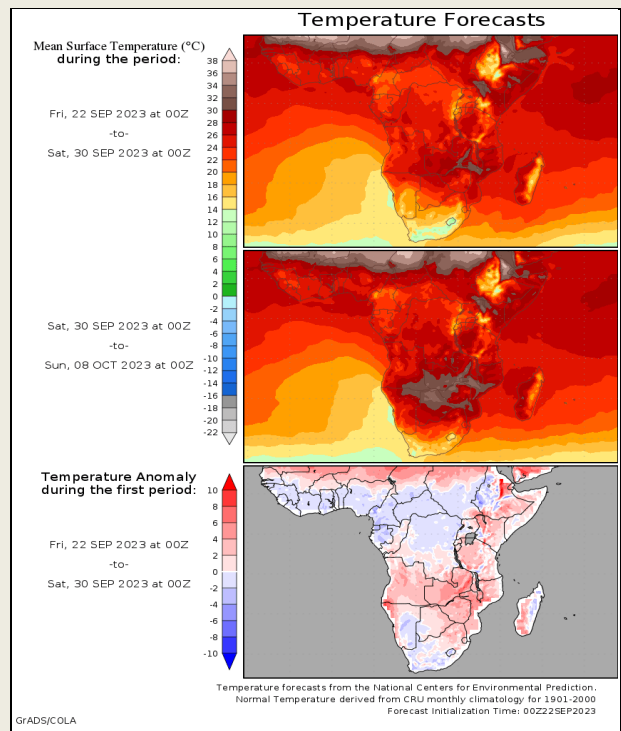 Temperature Forecasts
Mean Surface Temperature (°C)
during the period:
Fri, 22 SEP 2023 at 00Z
-to-
Sat, 30 SEP 2023 at 00Z
38
36
34
32
30
28
26
24
22
20
18
16
14
12
10
8
6
4
2
0
-2
-4
-6
-8
-10
-12
-14
-16
-18
-20
-22
Sat, 30 SEP 2023 at 00Z
-to-
Sun, 08 OCT 2023 at 00Z
Temperature Anomaly
during the first period:
Fri, 22 SEP 2023 at 00Z
-to-
Sat, 30 SEP 2023 at 00Z
10
8
6
4
2
0
-2
-4
-6
-8
-10
Temperature forecasts from the National Centers for Environmental Prediction.
Normal Temperature derived from CRU monthly climatology for 1901-2000
Forecast Initialization Time: 00Z22SEP2023
GrADS/COLA